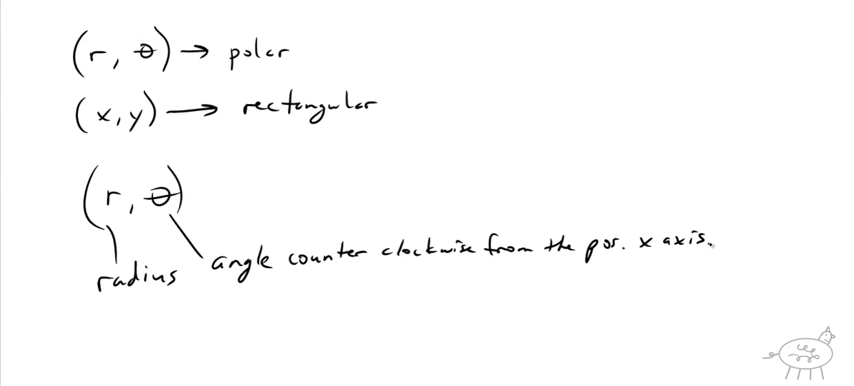 (r, θ) → polar
(x, y) → rectangular
(r, θ)
radius
angle counter clockwise from the pos. x axis.